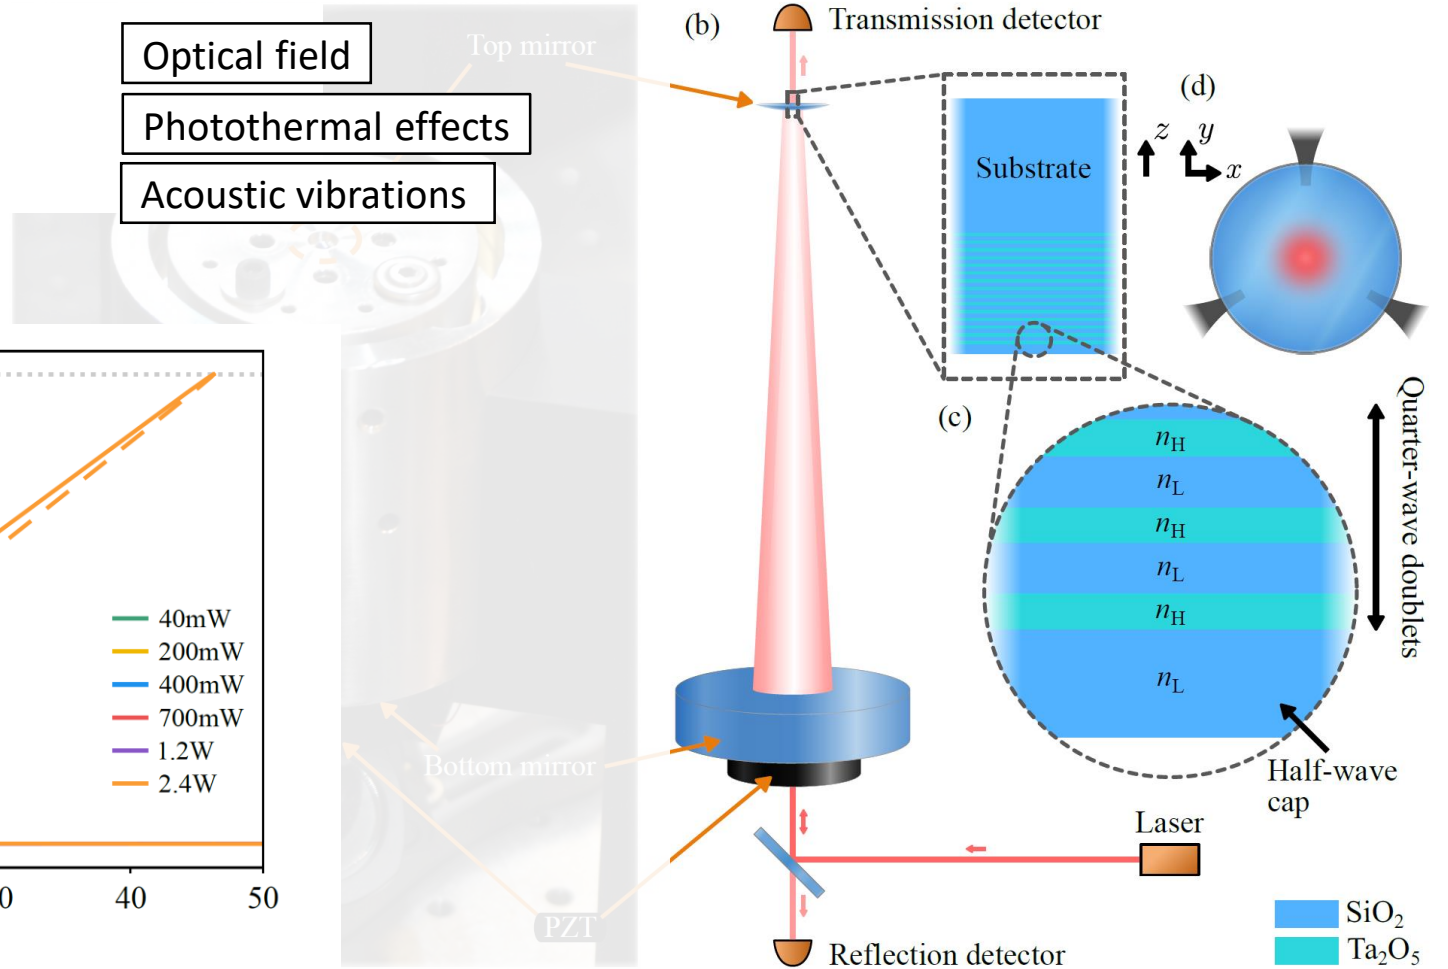 Optical field
Photothermal effects
Acoustic vibrations
Top mirror
Bottom mirror
PZT
40mW
200mW
400mW
700mW
1.2W
2.4W
0
40
50
(b)
Transmission detector
Substrate
z
y
x
(d)
(c)
n_H
n_L
n_H
n_L
n_H
n_L
Quarter-wave doublets
Half-wave
cap
Laser
Reflection detector
SiO₂
Ta₂O₅